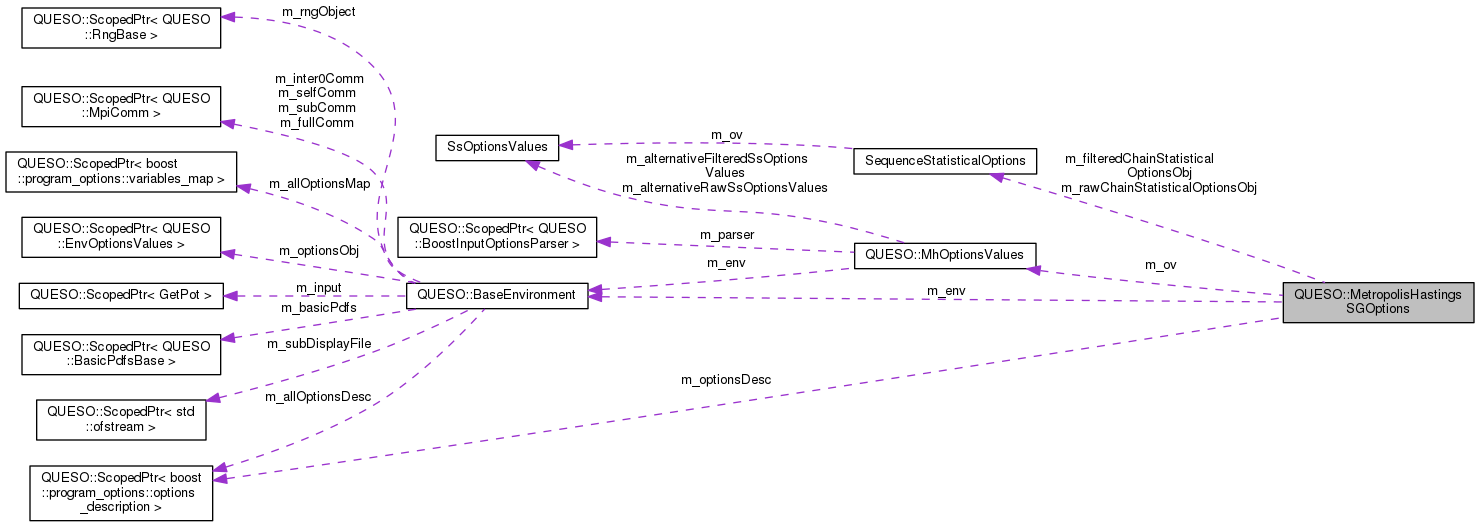 QUESO::ScopedPtr< QUESO
::RngBase >
m_rngObject
QUESO::ScopedPtr< QUESO
::MpiComm >
m_inter0Comm
m_selfComm
m_subComm
m_fullComm
QUESO::ScopedPtr< boost
::program_options::variables_map >
m_allOptionsMap
QUESO::ScopedPtr< QUESO
::EnvOptionsValues >
m_optionsObj
QUESO::ScopedPtr< GetPot >
m_input
QUESO::ScopedPtr< QUESO
::BasicPdfsBase >
m_basicPdfs
QUESO::ScopedPtr< std
::ofstream >
m_subDisplayFile
QUESO::ScopedPtr< boost
::program_options::options
_description >
m_allOptionsDesc
SsOptionsValues
QUESO::ScopedPtr< QUESO
::BoostInputOptionsParser >
QUESO::BaseEnvironment
m_ov
m_alternativeFilteredSsOptions
Values
m_alternativeRawSsOptionsValues
m_parser
m_env
m_env
m_optionsDesc
SequenceStatisticalOptions
QUESO::MhOptionsValues
m_filteredChainStatistical
OptionsObj
m_rawChainStatisticalOptionsObj
m_ov
QUESO::MetropolisHastings
SGOptions